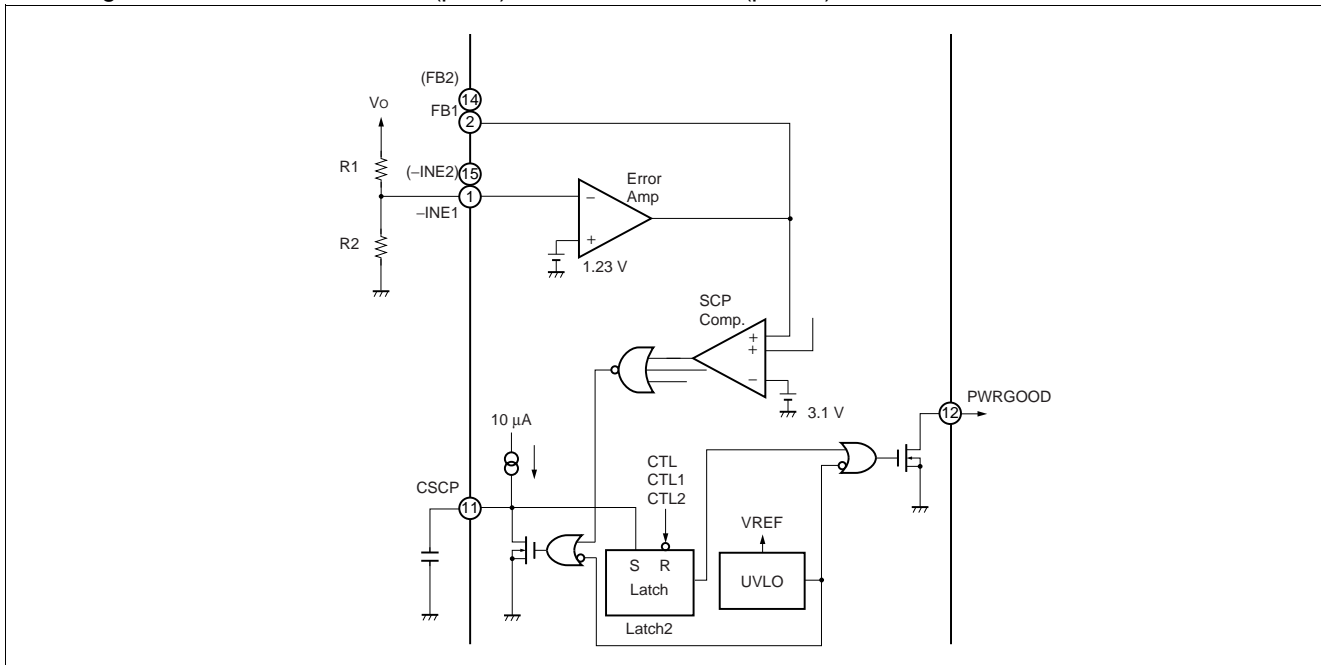 (FB2)
14
Vo
FB1
2
R1
(–INE2)
15
1
–INE1
R2
Error
Amp
–
+
1.23 V
SCP
Comp.
+
+
–
3.1 V
PWRGOOD
12
10 μA
CTL
CTL1
CTL2
CSCP
11
VREF
S R
Latch
UVLO
Latch2